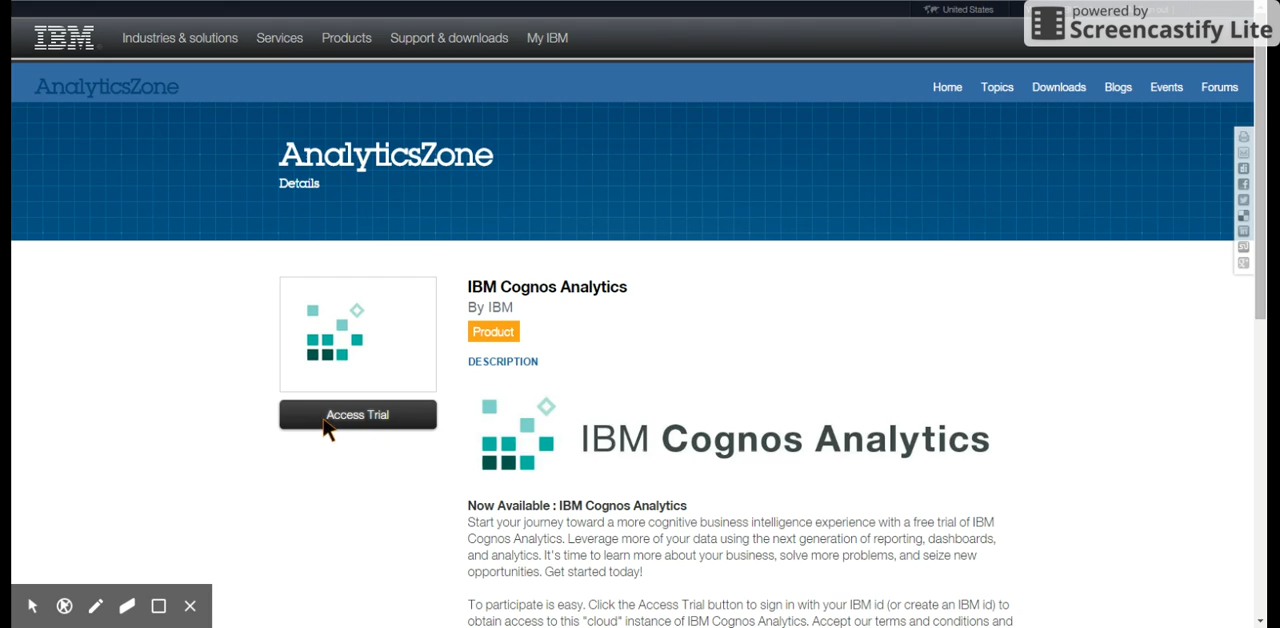 United States
powered by
Screencastify Lite
IBM
Industries & solutions Services Products Support & downloads My IBM
AnalyticsZone
Home Topics Downloads Blogs Events Forums
AnalyticsZone
Details
IBM Cognos Analytics
By IBM
Product
DESCRIPTION
Access Trial
IBM Cognos Analytics
Now Available : IBM Cognos Analytics
Start your journey toward a more cognitive business intelligence experience with a free trial of IBM
Cognos Analytics. Leverage more of your data using the next generation of reporting, dashboards,
and analytics. It's time to learn more about your business, solve more problems, and seize new
opportunities. Get started today!
To participate is easy. Click the Access Trial button to sign in with your IBM id (or create an IBM id) to
obtain access to this "cloud" instance of IBM Cognos Analytics. Accept our terms and conditions and